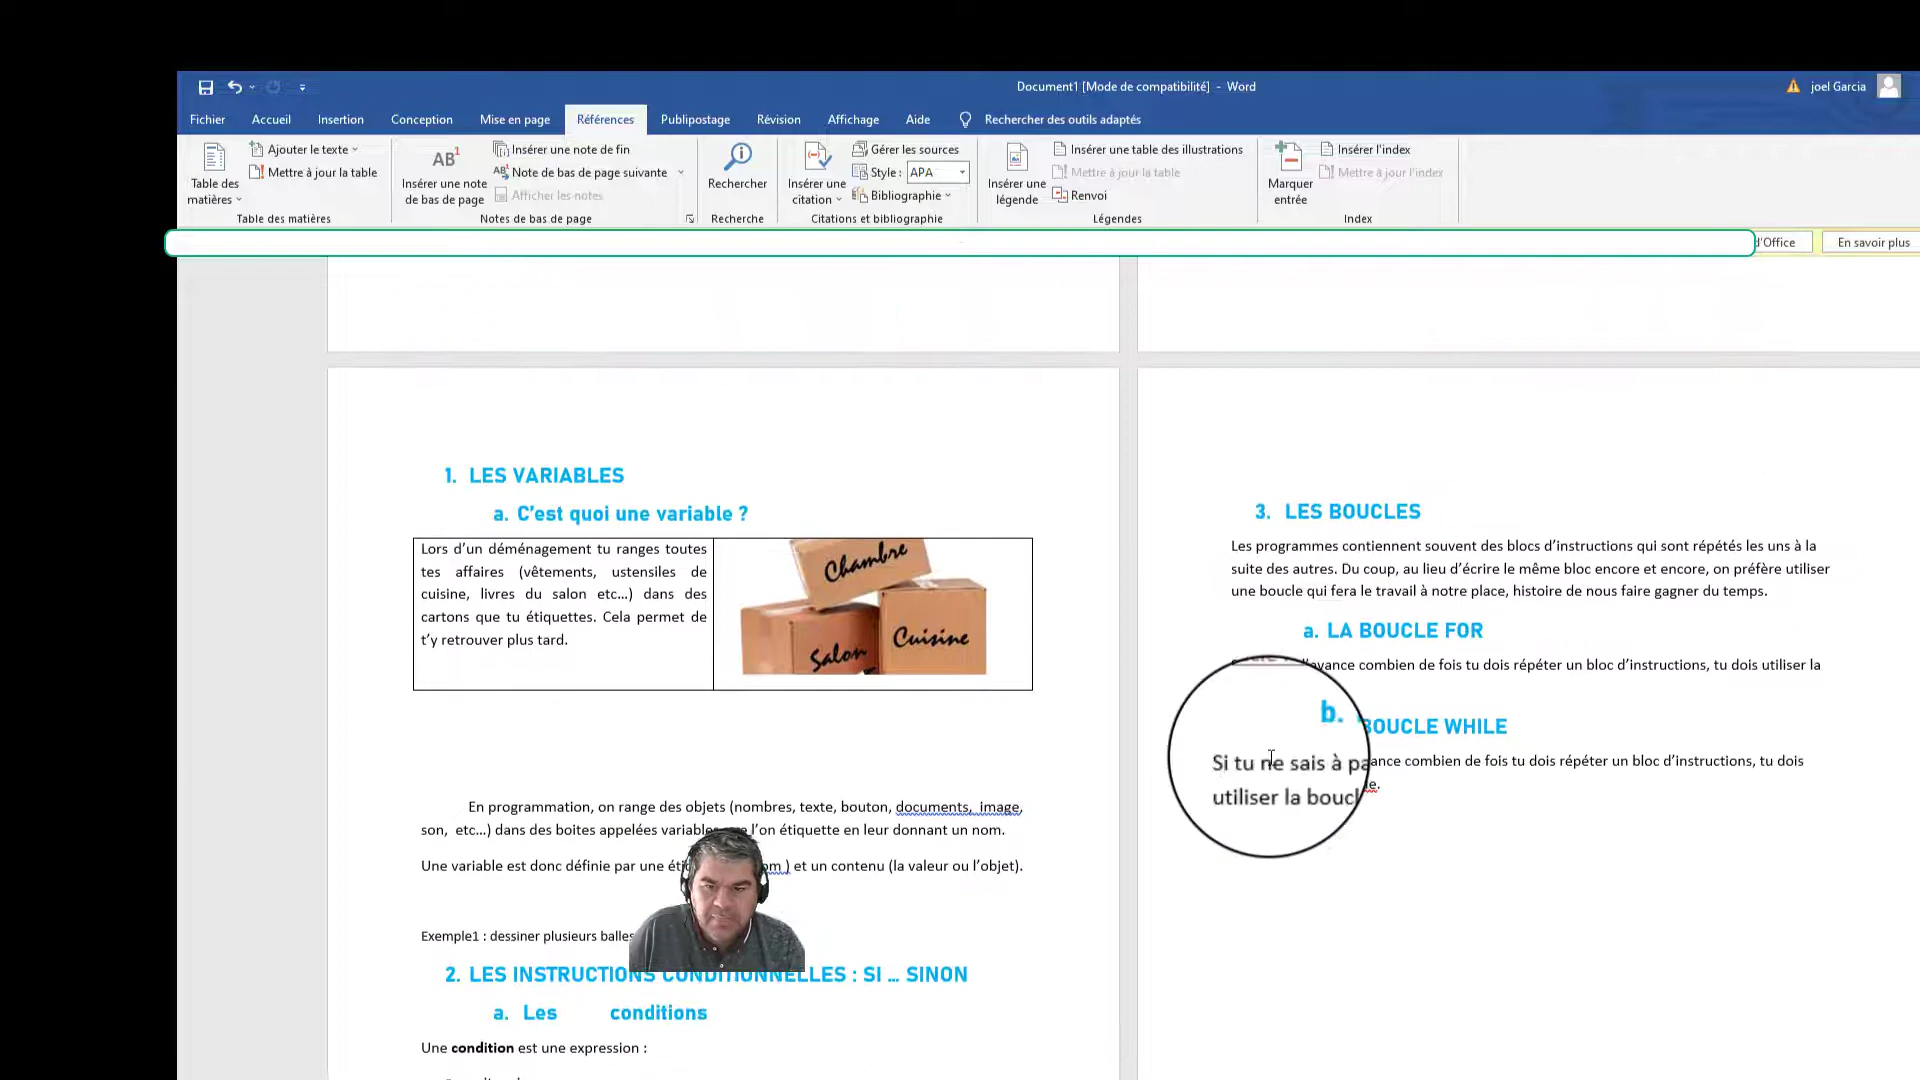 Document1 [Mode de compatibilité] - Word
joel Garcia
Fichier Accueil Insertion Conception Mise en page Références Publipostage Révision Affichage Aide Rechercher des outils adaptés
Table des matières
Ajouter le texte
Mettre à jour la table
Table des matières
AB1
Insérer une note de bas de page
Insérer une note de fin
Note de bas de page suivante
Afficher les notes
Notes de bas de page
Rechercher
Recherche
Insérer une citation
Gérer les sources
Style : APA
Bibliographie
Citations et bibliographie
Insérer une légende
Insérer une table des illustrations
Mettre à jour la table
Renvoi
Légendes
Marquer entrée
Insérer l'index
Mettre à jour l'index
Index
d'Office
En savoir plus
1. LES VARIABLES
a. C'est quoi une variable ?
Lors d'un déménagement tu ranges toutes
tes affaires (vêtements, ustensiles de
cuisine, livres du salon etc…) dans des
cartons que tu étiquettes. Cela permet de
t'y retrouver plus tard.
Chambre
Salon
Cuisine
En programmation, on range des objets (nombres, texte, bouton, documents, image,
son, etc…) dans des boites appelées variables l'on étiquette en leur donnant un nom.
Une variable est donc définie par une ) et un contenu (la valeur ou l'objet).
Exemple1 : dessiner plusieurs balles
2. LES INSTRUCTIONS CONDITIONNELLES : SI … SINON
a. Les conditions
Une condition est une expression :
3. LES BOUCLES
Les programmes contiennent souvent des blocs d'instructions qui sont répétés les uns à la
suite des autres. Du coup, au lieu d'écrire le même bloc encore et encore, on préfère utiliser
une boucle qui fera le travail à notre place, histoire de nous faire gagner du temps.
a. LA BOUCLE FOR
l'avance combien de fois tu dois répéter un bloc d'instructions, tu dois utiliser la
b. BOUCLE WHILE
Si tu ne sais à pa ance combien de fois tu dois répéter un bloc d'instructions, tu dois
utiliser la boucl e.